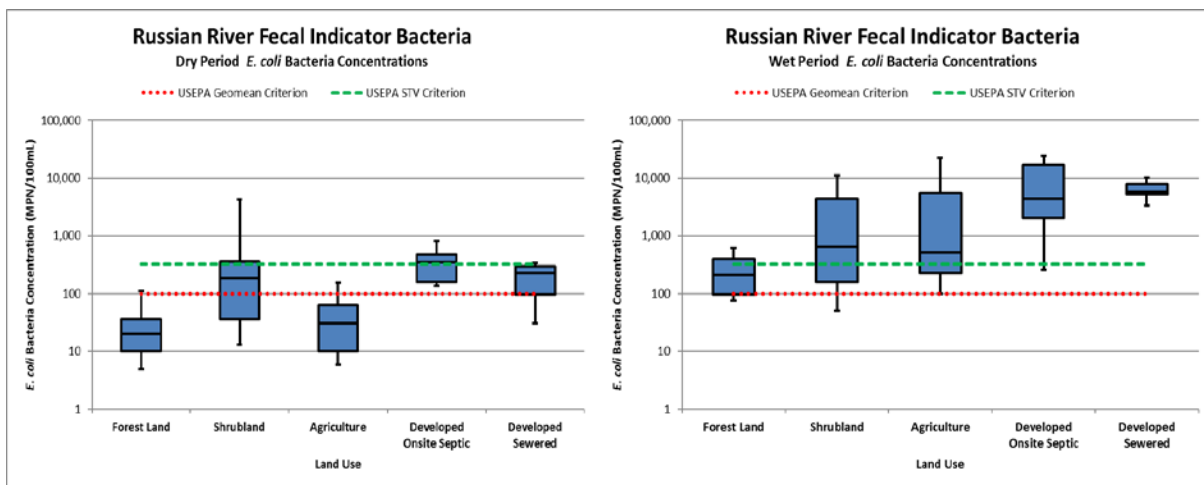 Russian River Fecal Indicator Bacteria
Dry Period E. coli Bacteria Concentrations
USEPA Geomean Criterion USEPA STV Criterion
E. coli Bacteria Concentration (MPN/100mL)
100,000
10,000
1,000
100
10
1
Forest Land Shrubland Agriculture Developed Developed
Onsite Septic Sewered
Land Use
Russian River Fecal Indicator Bacteria
Wet Period E. coli Bacteria Concentrations
USEPA Geomean Criterion USEPA STV Criterion
E. coli Bacteria Concentration (MPN/100mL)
100,000
10,000
1,000
100
10
1
Forest Land Shrubland Agriculture Developed Developed
Onsite Septic Sewered
Land Use